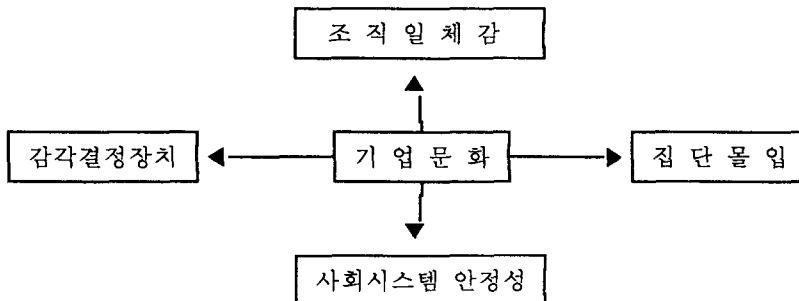 조 직 일 체 감
감각결정장치
기 업 문 화
집 단 몰 입
사회시스템 안정성